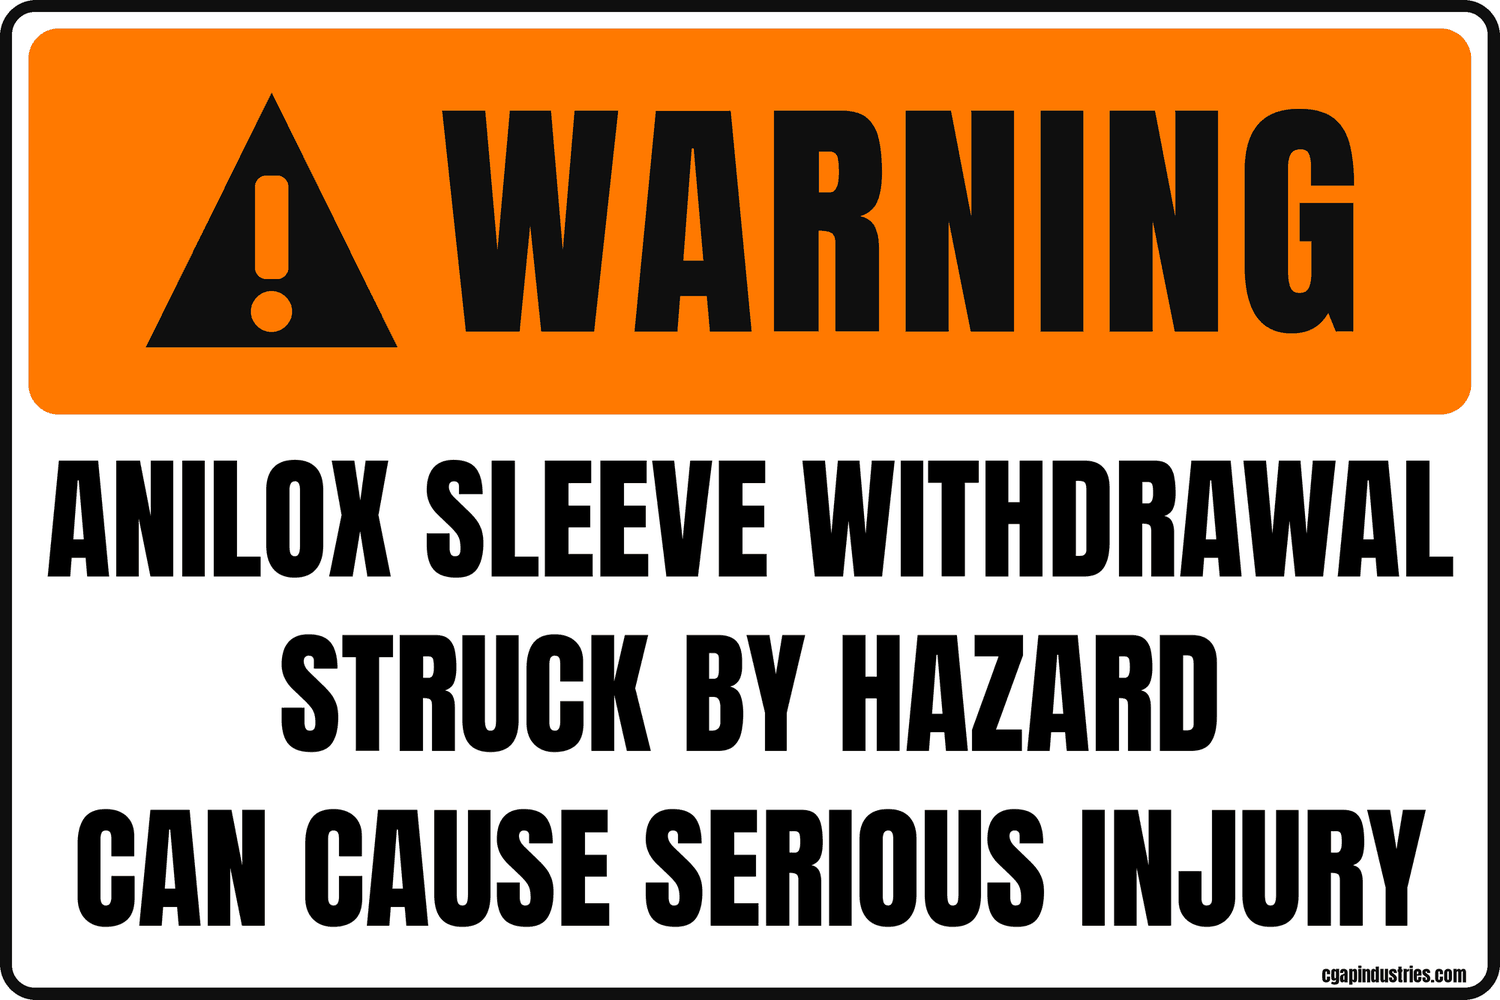 WARNING
ANILOX SLEEVE WITHDRAWAL
STRUCK BY HAZARD
CAN CAUSE SERIOUS INJURY
cgapindustries.com